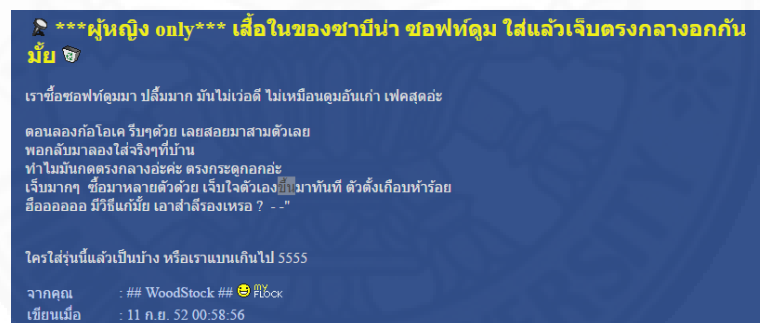 ***ผู้หญิง only*** เสื้อในของซาบีน่า ซอฟท์ดูม ใส่แล้วเจ็บตรงกลางอกกัน
มั้ย
เราซื้อซอฟท์ดูมมา ปลื้มมาก มันไม่เว่อดี ไม่เหมือนดูมอันเก่า เฟคสุดอ่ะ
ตอนลองก้อโอเค รีบๆด้วย เลยสอยมาสามตัวเลย
พอกลับมาลองใส่จริงๆที่บ้าน
ทำไมมันกดตรงกลางอ่ะค่ะ ตรงกระดูกอกอ่ะ
เจ็บมากๆ ซื้อมาหลายตัวด้วย เจ็บใจตัวเองขึ้นมาทันที ตัวตั้งเกือบห้าร้อย
ฮือออออออ มีวิธีแก้มั้ย เอาสำลีรองเหรอ ? - -"
ใครใส่รุ่นนี้แล้วเป็นบ้าง หรือเราแบนเกินไป 5555
จากคุณ : ## WoodStock ## MY FLOCK
เขียนเมื่อ : 11 ก.ย. 52 00:58:56